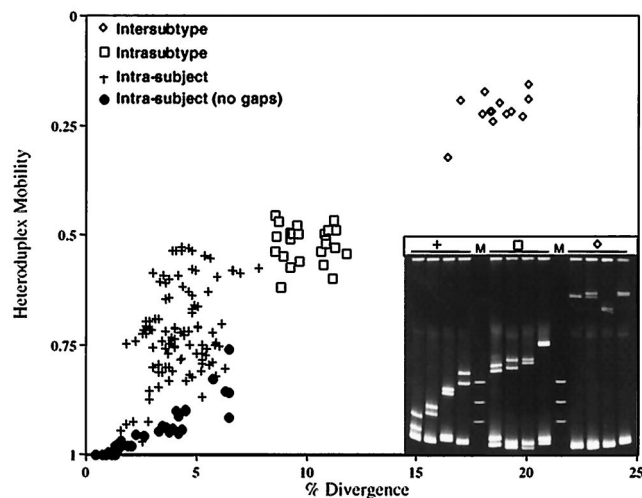 0
0.25
0.5
0.75
1
Heteroduplex Mobility
Intersubtype
Intrasubtype
Intra-subject
Intra-subject (no gaps)
M M
0 5 10 15 20 25
% Divergence